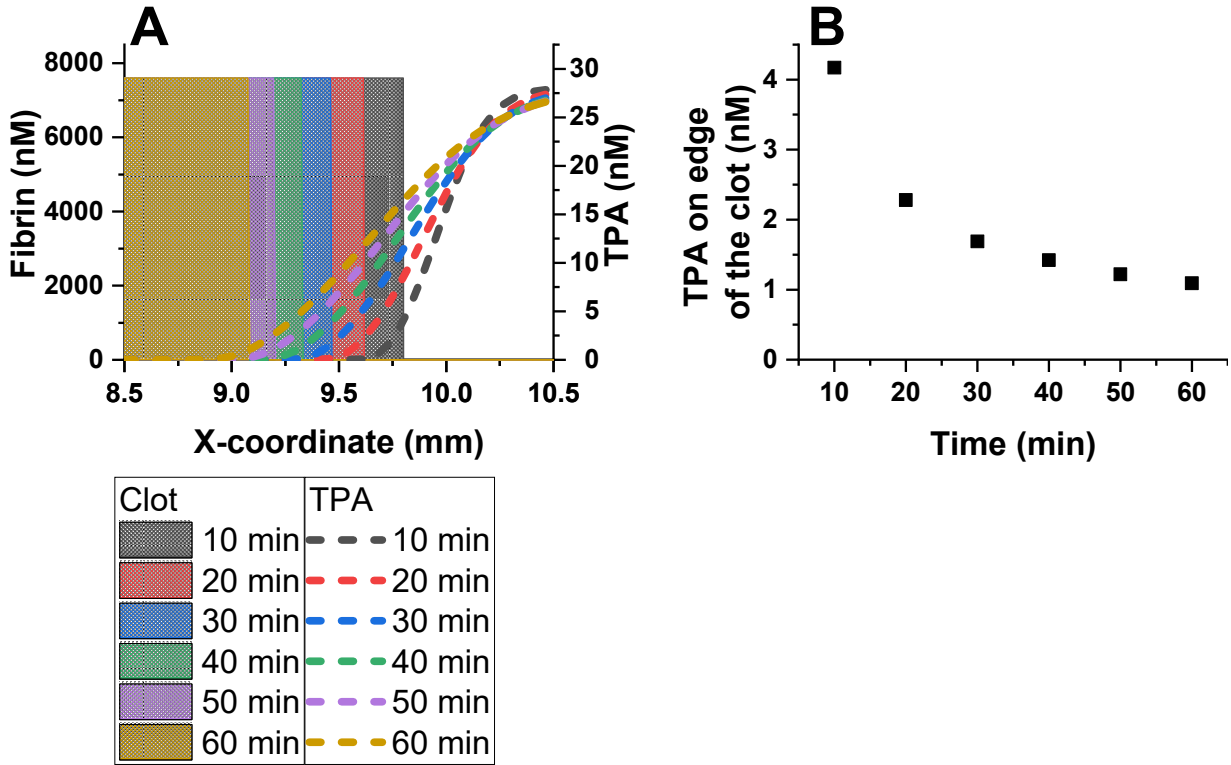 A
8000
6000
4000
2000
0
Fibrin (nM)
30
25
20
15
10
5
0
TPA (nM)
8.5 9.0 9.5 10.0 10.5
X-coordinate (mm)
Clot TPA
10 min 10 min
20 min 20 min
30 min 30 min
40 min 40 min
50 min 50 min
60 min 60 min
B
4
3
2
1
0
TPA on edge
of the clot (nM)
10 20 30 40 50 60
Time (min)